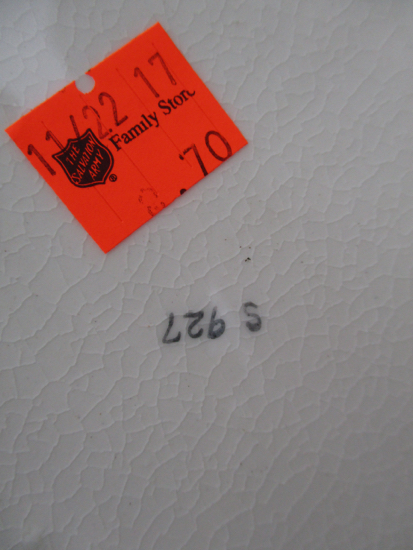 11/22 17
THE
SALVATION
ARMY
®
Family Stor
.70
S 927